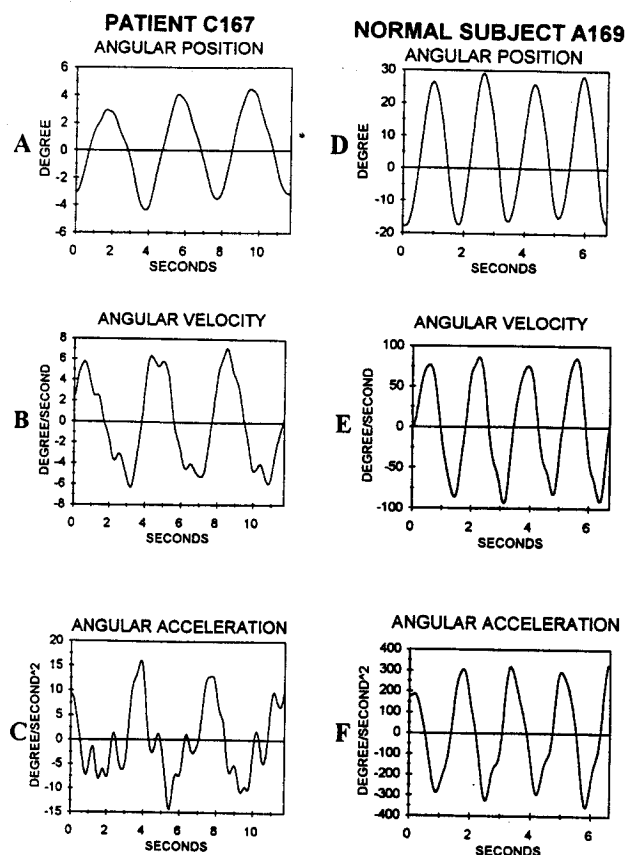 PATIENT C167
ANGULAR POSITION
A
DEGREE
6
4
2
0
-2
-4
-6
0 2 4 6 8 10
SECONDS
*
ANGULAR VELOCITY
B
DEGREE/SECOND
8
6
4
2
0
-2
-4
-6
-8
0 2 4 6 8 10
SECONDS
ANGULAR ACCELERATION
C
DEGREE/SECOND^2
20
15
10
5
0
-5
-10
-15
0 2 4 6 8 10
SECONDS
NORMAL SUBJECT A169
ANGULAR POSITION
D
DEGREE
30
20
10
0
-10
-20
0 2 4 6
SECONDS
ANGULAR VELOCITY
E
DEGREE/SECOND
100
50
0
-50
-100
0 2 4 6
SECONDS
ANGULAR ACCELERATION
F
DEGREE/SECOND^2
400
300
200
100
0
-100
-200
-300
-400
0 2 4 6
SECONDS